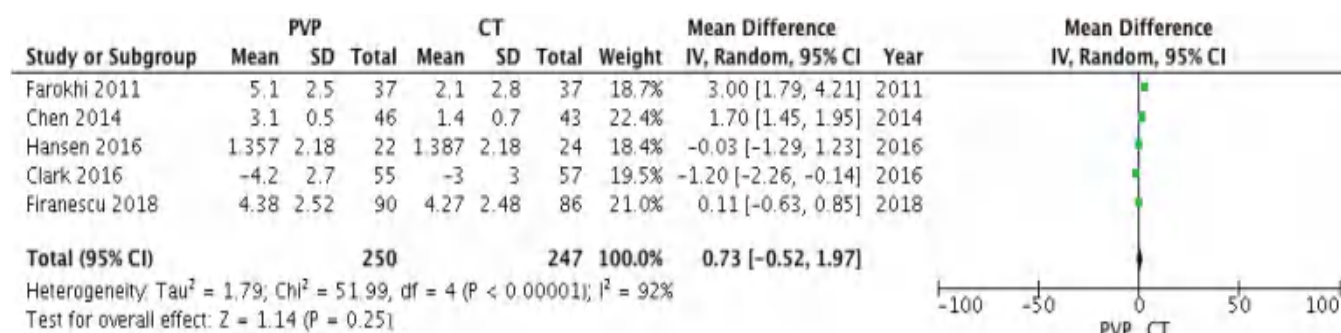 PVP CT Mean Difference Mean Difference
Study or Subgroup Mean SD Total Mean SD Total Weight IV, Random, 95% CI Year IV, Random, 95% CI
Farokhi 2011 5.1 2.5 37 2.1 2.8 37 18.7% 3.00 [1.79, 4.21] 2011
Chen 2014 3.1 0.5 46 1.4 0.7 43 22.4% 1.70 [1.45, 1.95] 2014
Hansen 2016 1.357 2.18 22 1.387 2.18 24 18.4% -0.03 [-1.29, 1.23] 2016
Clark 2016 -4.2 2.7 55 -3 3 57 19.5% -1.20 [-2.26, -0.14] 2016
Firanescu 2018 4.38 2.52 90 4.27 2.48 86 21.0% 0.11 [-0.63, 0.85] 2018
Total (95% CI) 250 247 100.0% 0.73 [-0.52, 1.97]
Heterogeneity: Tau² = 1.79; Chi² = 51.99, df = 4 (P < 0.00001); I² = 92%
Test for overall effect: Z = 1.14 (P = 0.25)
-100 -50 0 50 100
PVP CT